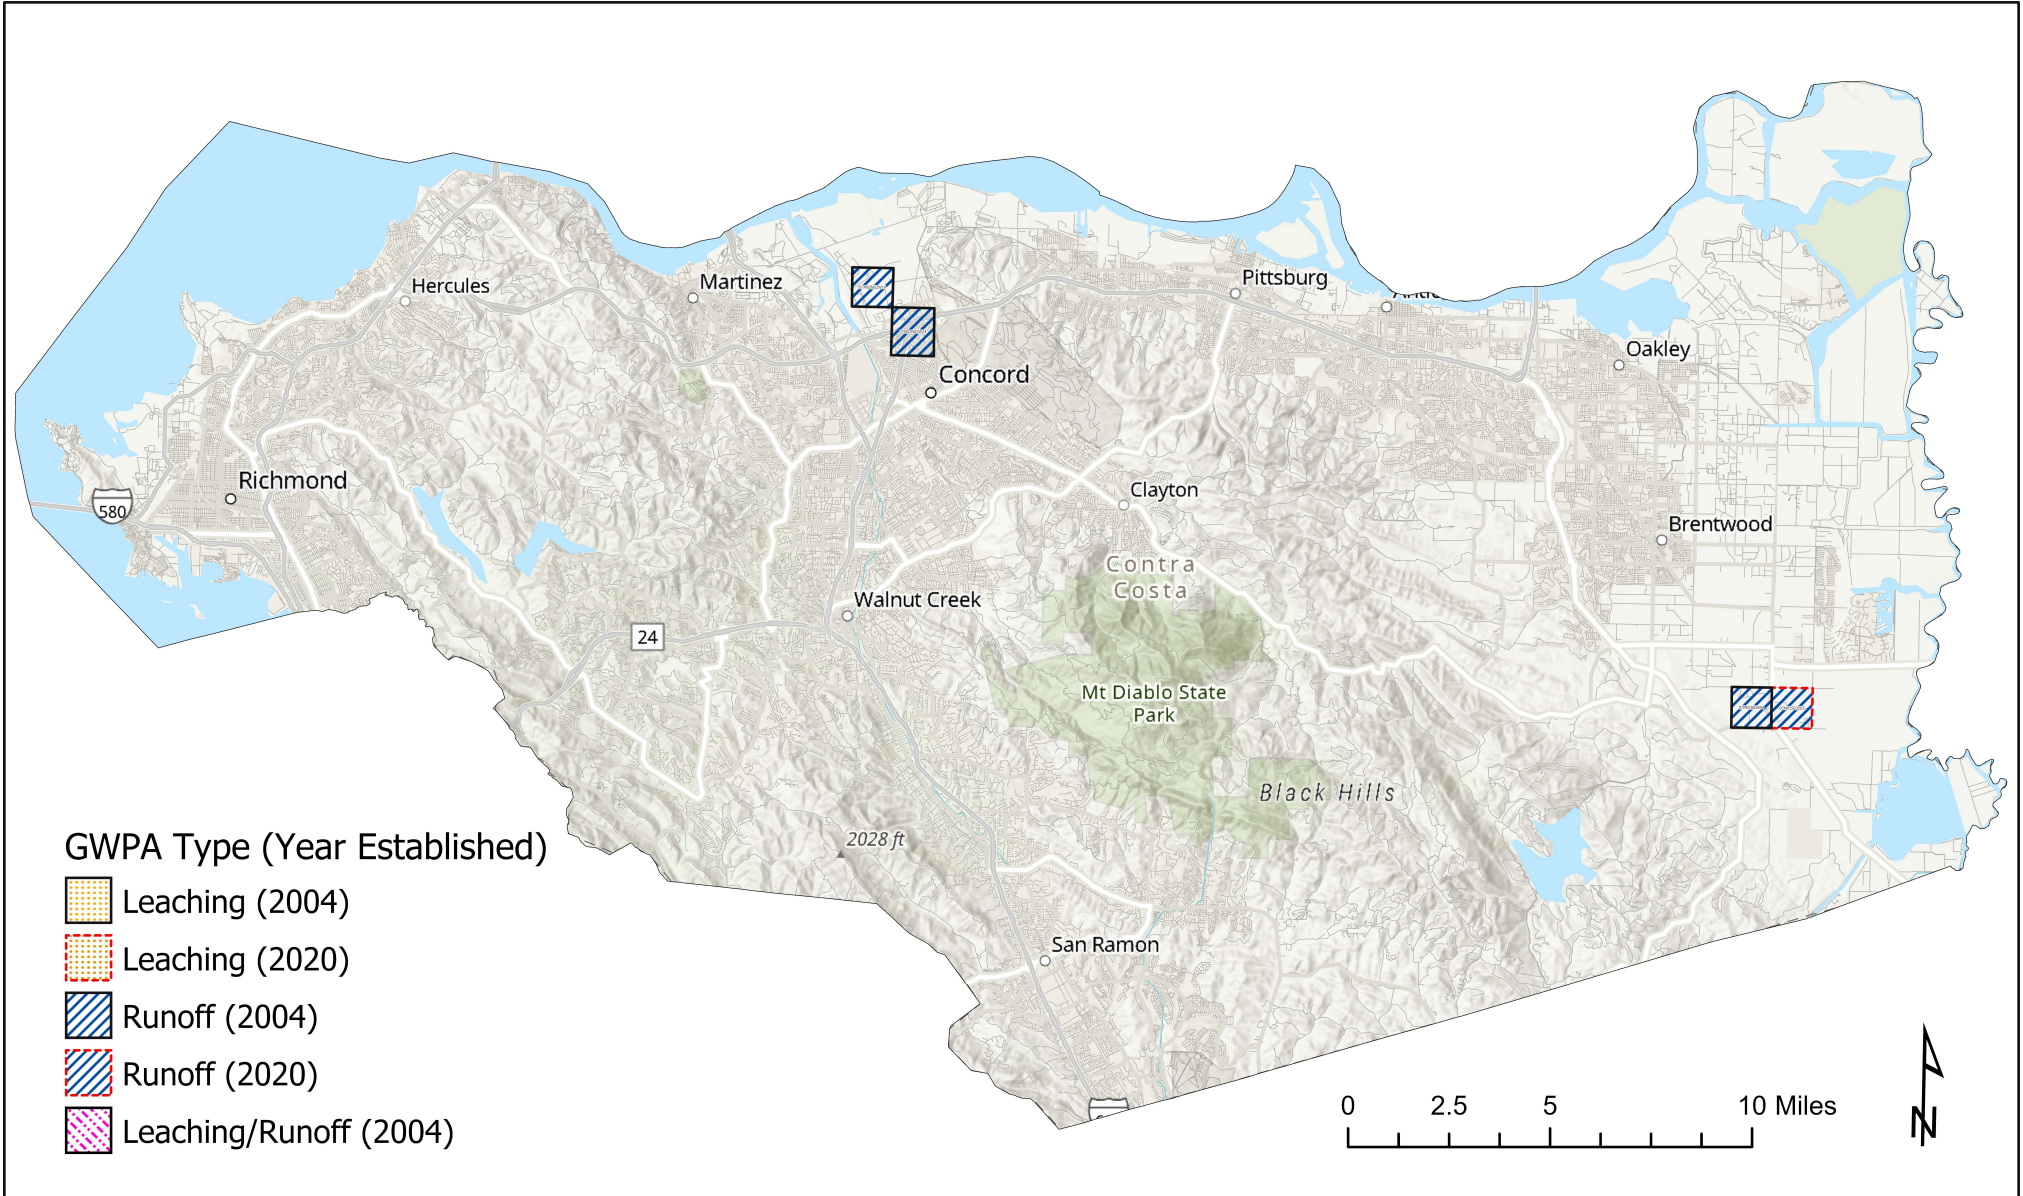 Hercules
Martinez
Pittsburg
Oakley
Concord
Richmond
580
Clayton
Brentwood
Contra
Costa
Walnut Creek
24
Mt Diablo State
Park
Black Hills
2028 ft
San Ramon
GWPA Type (Year Established)
Leaching (2004)
Leaching (2020)
Runoff (2004)
Runoff (2020)
Leaching/Runoff (2004)
0 2.5 5 10 Miles
N